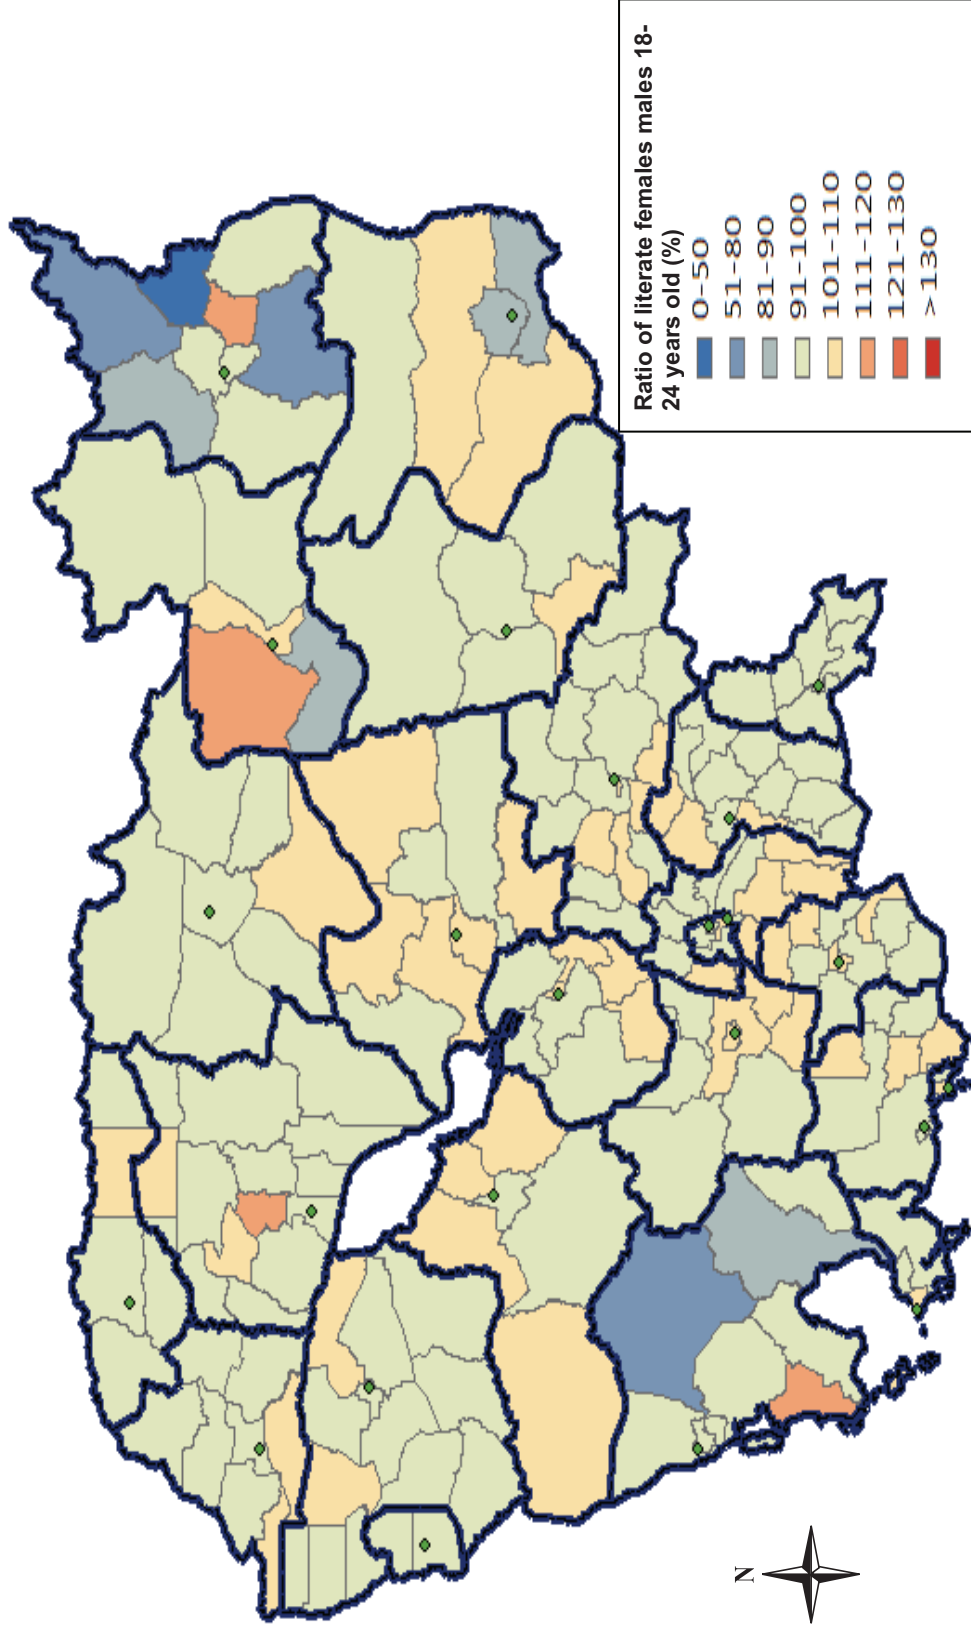 Ratio of literate females males 18-
24 years old (%)
0-50
51-80
81-90
91-100
101-110
111-120
121-130
>130
N